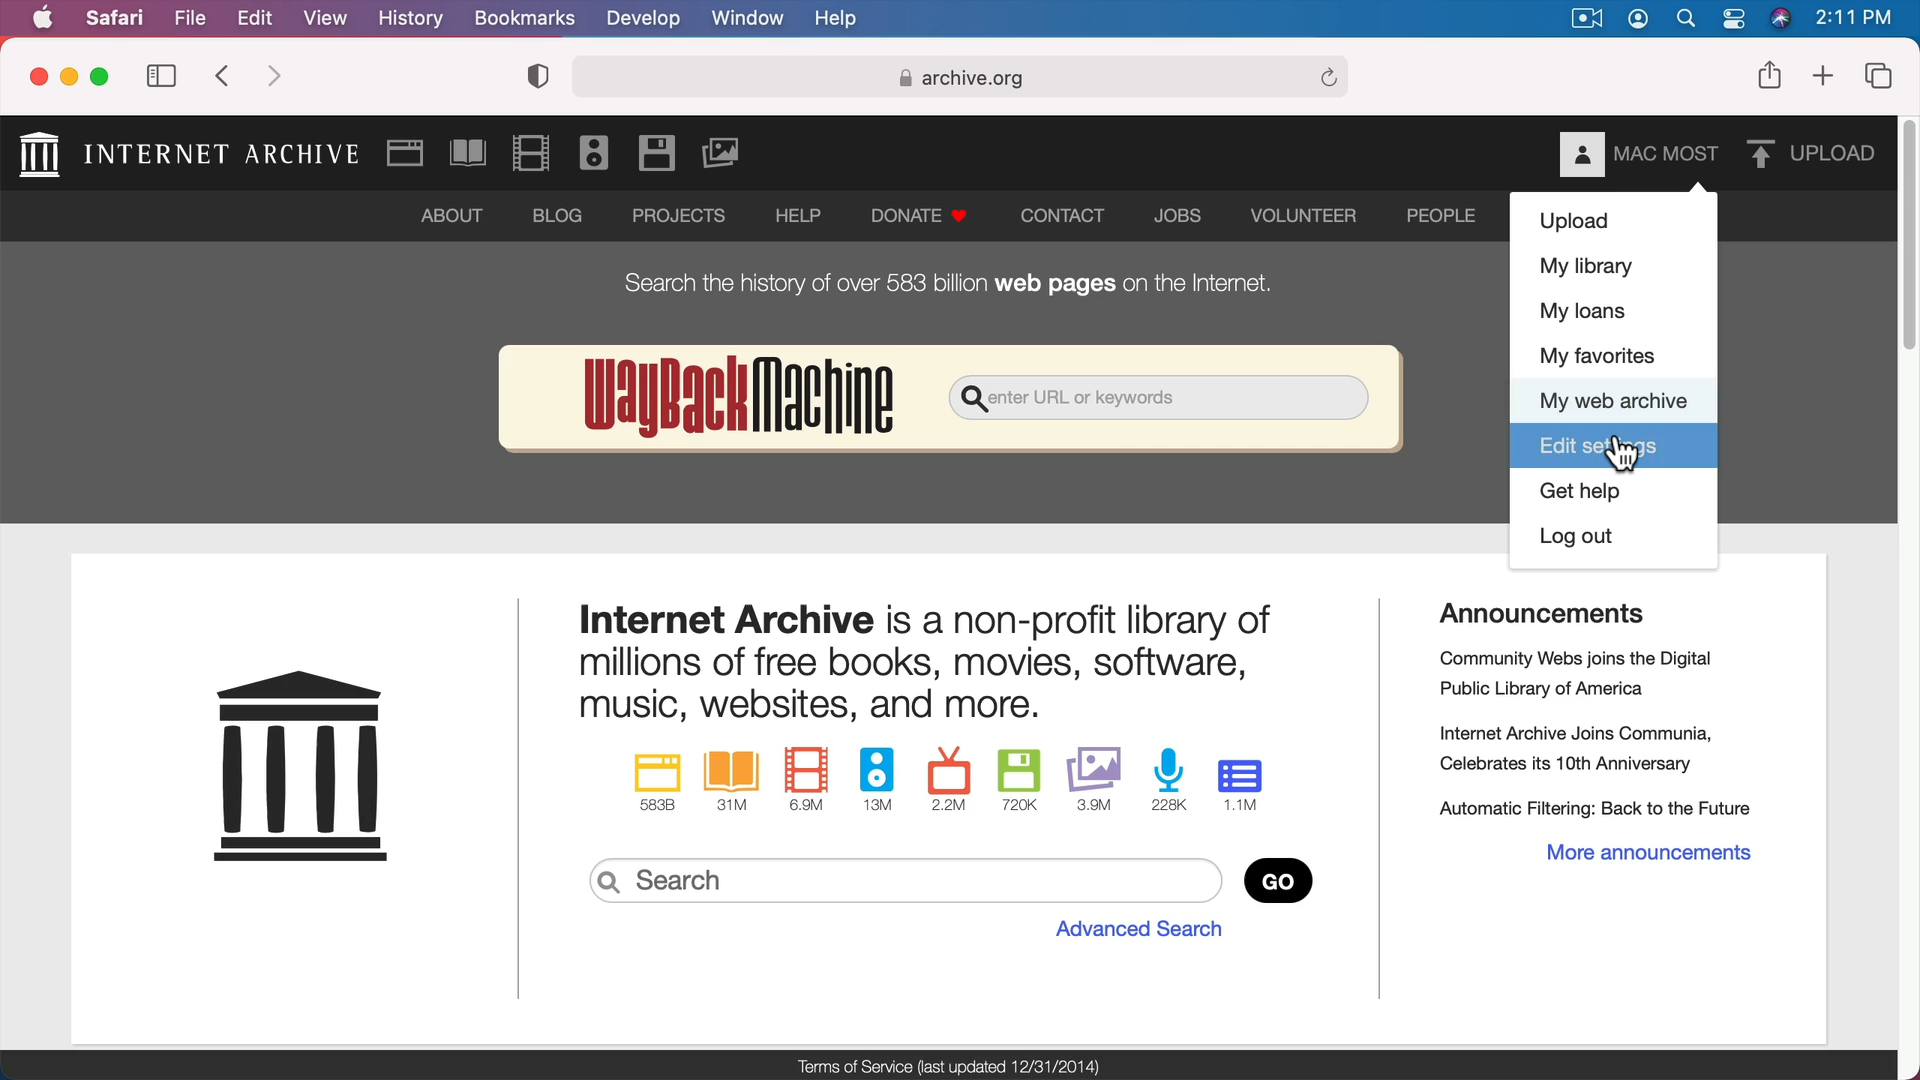 Safari File Edit View History Bookmarks Develop Window Help 2:11 PM
archive.org
INTERNET ARCHIVE MAC MOST UPLOAD
ABOUT BLOG PROJECTS HELP DONATE CONTACT JOBS VOLUNTEER PEOPLE
Upload
My library
My loans
My favorites
My web archive
Edit settings
Get help
Log out
Search the history of over 583 billion web pages on the Internet.
WayBackMachine
enter URL or keywords
Internet Archive is a non-profit library of
millions of free books, movies, software,
music, websites, and more.
583B 31M 6.9M 13M 2.2M 720K 3.9M 228K 1.1M
Search GO
Advanced Search
Announcements
Community Webs joins the Digital
Public Library of America
Internet Archive Joins Communia,
Celebrates its 10th Anniversary
Automatic Filtering: Back to the Future
More announcements
Terms of Service (last updated 12/31/2014)